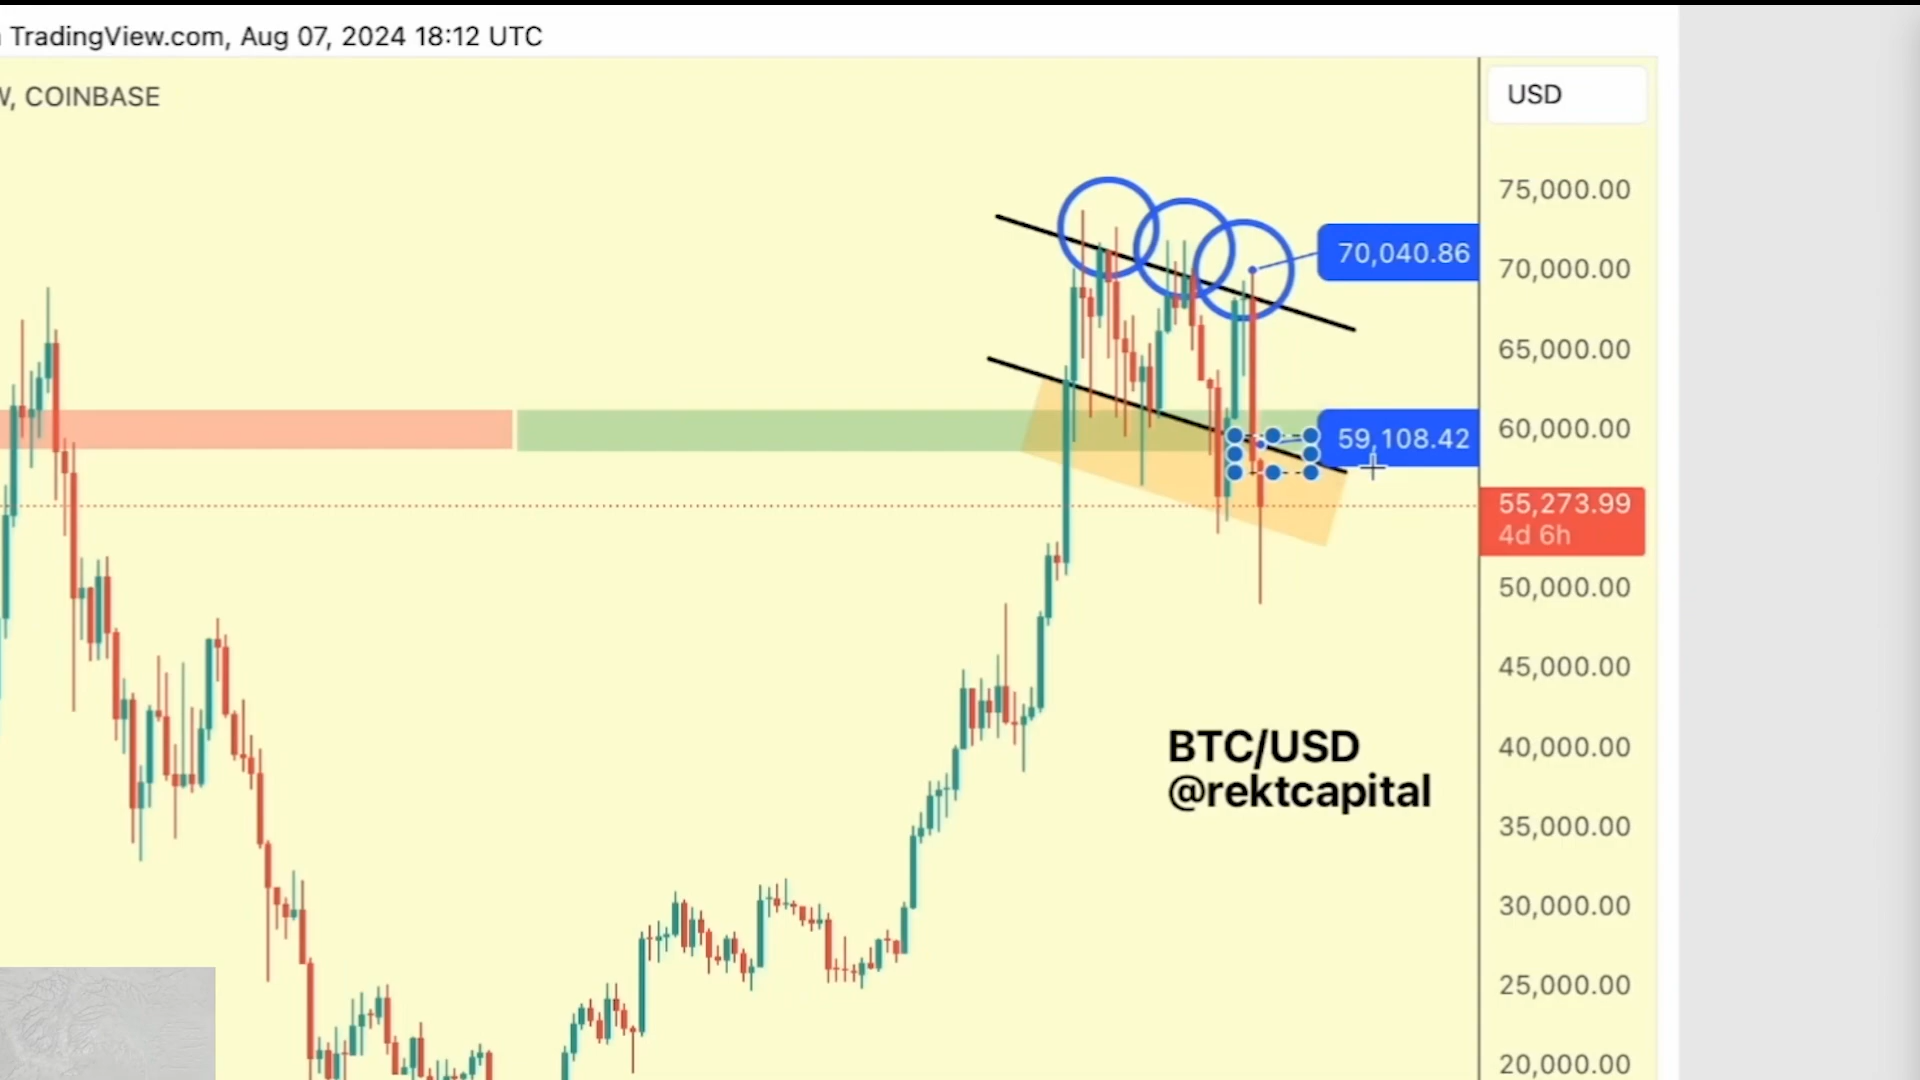 TradingView.com, Aug 07, 2024 18:12 UTC
W, COINBASE
USD
75,000.00
70,040.86
70,000.00
65,000.00
60,000.00
59,108.42
55,273.99
4d 6h
50,000.00
45,000.00
BTC/USD
40,000.00
@rektcapital
35,000.00
30,000.00
25,000.00
20,000.00